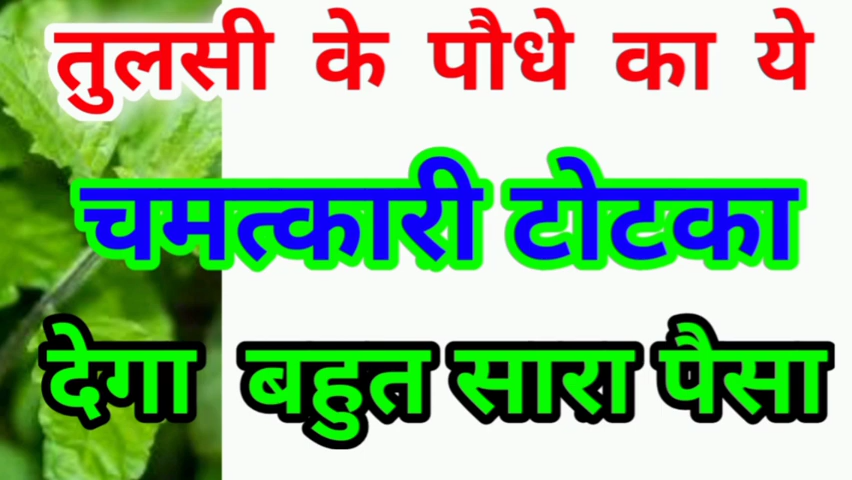 तुलसी के पौधे का ये
चमत्कारी टोटका
देगा बहुत सारा पैसा